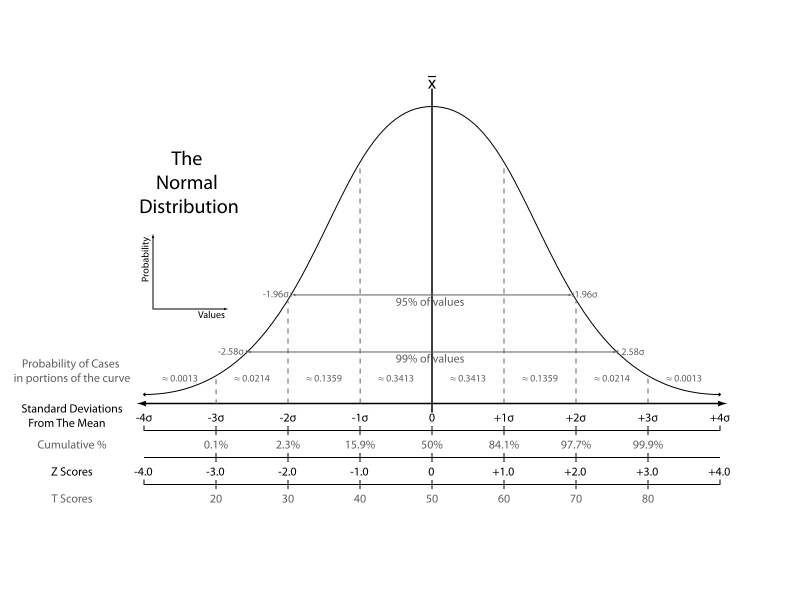 x̅
The
Normal
Distribution
Probability
Values
-1.96σ
1.96σ
95% of values
-2.58σ
2.58σ
99% of values
Probability of Cases
in portions of the curve
≈ 0.0013 ≈ 0.0214 ≈ 0.1359 ≈ 0.3413 ≈ 0.3413 ≈ 0.1359 ≈ 0.0214 ≈ 0.0013
Standard Deviations
From The Mean
-4σ -3σ -2σ -1σ 0 +1σ +2σ +3σ +4σ
Cumulative % 0.1% 2.3% 15.9% 50% 84.1% 97.7% 99.9%
Z Scores -4.0 -3.0 -2.0 -1.0 0 +1.0 +2.0 +3.0 +4.0
T Scores 20 30 40 50 60 70 80